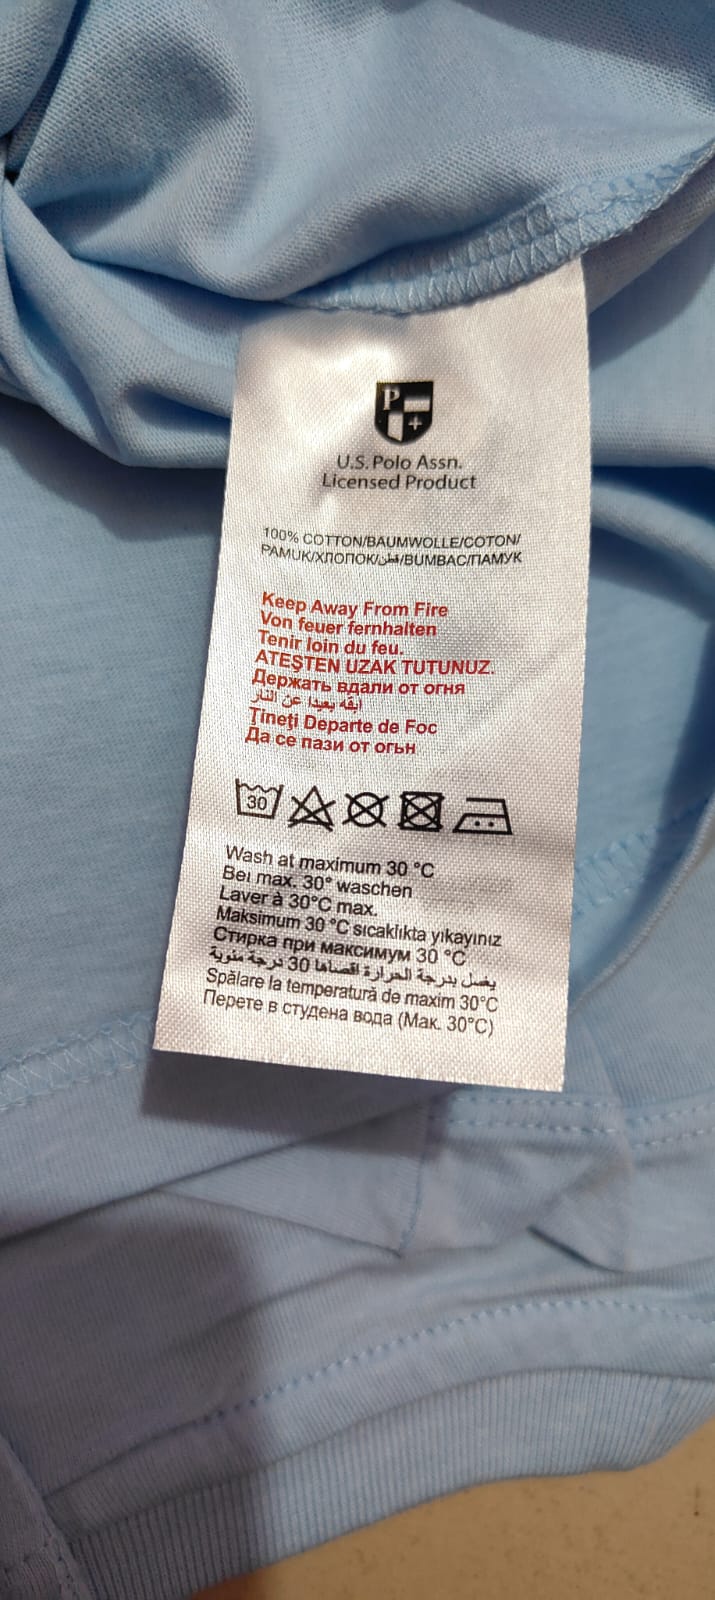 P
U.S. Polo Assn.
Licensed Product
100% COTTON/BAUMWOLLE/COTON/
PAMUK/ХЛОПОК/قطن/BUMBAC/ПАМУК
Keep Away From Fire
Von feuer fernhalten
Tenir loin du feu.
ATEŞTEN UZAK TUTUNUZ.
Держать вдали от огня
ابقه بعيدا عن النار
Ţineţi Departe de Foc
Да се пази от огън
30
Wash at maximum 30 °C
Bei max. 30° waschen
Laver à 30°C max.
Maksimum 30 °C sıcaklıkta yıkayınız
Стирка при максимум 30 °C
يغسل بدرجة الحرارة اقصاها 30 درجة مئوية
Spălare la temperatură de maxim 30°C
Перете в студена вода (Мак. 30°C)